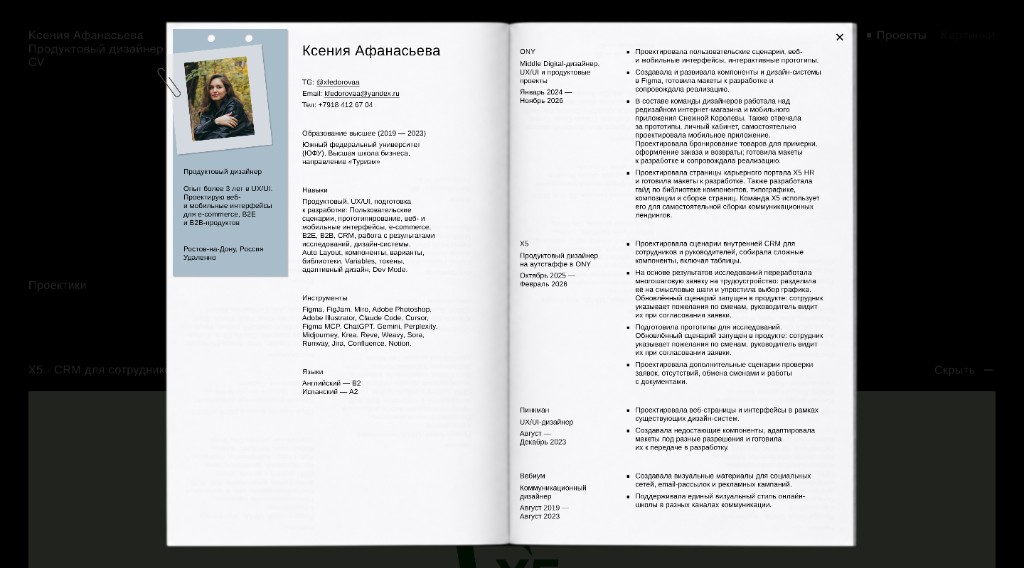 Ксения Афанасьева
Продуктовый дизайнер
CV
Проекты
Проектики
X5 - CRM для сотрудник
Скрыть —
Продуктовый дизайнер
Опыт более 3 лет в UX/UI.
Проектирую веб-
и мобильные интерфейсы
для e-commerce, B2E
и B2B-продуктов
Ростов-на-Дону, Россия
Удаленно
Ксения Афанасьева
TG: @xfedorovaa
Email: kfedorovaa@yandex.ru
Тел: +7918 412 67 04
Образование высшее (2019 — 2023)
Южный федеральный университет
(ЮФУ), Высшая школа бизнеса,
направление «Туризм»
Навыки
Продуктовый, UX/UI, подготовка
к разработке: Пользовательские
сценарии, прототипирование, веб- и
мобильные интерфейсы, e-commerce,
B2E, B2B, CRM, работа с результатами
исследований, дизайн-системы.
Auto Layout, компоненты, варианты,
библиотеки, Variables, токены,
адаптивный дизайн, Dev Mode.
Инструменты
Figma, FigJam, Miro, Adobe Photoshop,
Adobe Illustrator, Claude Code, Cursor,
Figma MCP, ChatGPT, Gemini, Perplexity,
Midjourney, Krea, Reve, Weavy, Sora,
Runway, Jira, Confluence, Notion.
Языки
Английский — B2
Испанский — A2
ONY
Middle Digital-дизайнер,
UX/UI и продуктовые
проекты
Январь 2024 —
Ноябрь 2026
Проектировала пользовательские сценарии, веб-
и мобильные интерфейсы, интерактивные прототипы.
Создавала и развивала компоненты и дизайн-системы
в Figma, готовила макеты к разработке и
сопровождала реализацию.
В составе команды дизайнеров работала над
редизайном интернет-магазина и мобильного
приложения Снежной Королевы. Также отвечала
за прототипы, личный кабинет, самостоятельно
проектировала мобильное приложение.
Проектировала бронирование товаров для примерки,
оформление заказа и возвраты; готовила макеты
к разработке и сопровождала реализацию.
Проектировала страницы карьерного портала X5 HR
и готовила макеты к разработке. Также разработала
гайд по библиотеке компонентов, типографике,
композиции и сборке страниц. Команда X5 использует
его для самостоятельной сборки коммуникационных
лендингов.
X5
Продуктовый дизайнер
на аутстаффе в ONY
Октябрь 2025 —
Февраль 2026
Проектировала сценарии внутренней CRM для
сотрудников и руководителей, собирала сложные
компоненты, включая таблицы.
На основе результатов исследований переработала
многошаговую заявку на трудоустройство: разделила
её на смысловые шаги и упростила выбор графика.
Обновлённый сценарий запущен в продукте: сотрудник
указывает пожелания по сменам, руководитель видит
их при согласовании заявки.
Подготовила прототипы для исследований.
Обновлённый сценарий запущен в продукте: сотрудник
указывает пожелания по сменам, руководитель видит
их при согласовании заявки.
Проектировала дополнительные сценарии проверки
заявок, отсутствий, обмена сменами и работы
с документами.
Пинмиан
UX/UI-дизайнер
Август —
Декабрь 2023
Проектировала веб-страницы и интерфейсы в рамках
существующих дизайн-систем.
Создавала недостающие компоненты, адаптировала
макеты под разные разрешения и готовила
их к передаче в разработку.
Вебиум
Коммуникационный
дизайнер
Август 2019 —
Август 2023
Создавала визуальные материалы для социальных
сетей, email-рассылок и рекламных кампаний.
Поддерживала единый визуальный стиль онлайн-
школы в разных каналах коммуникации.